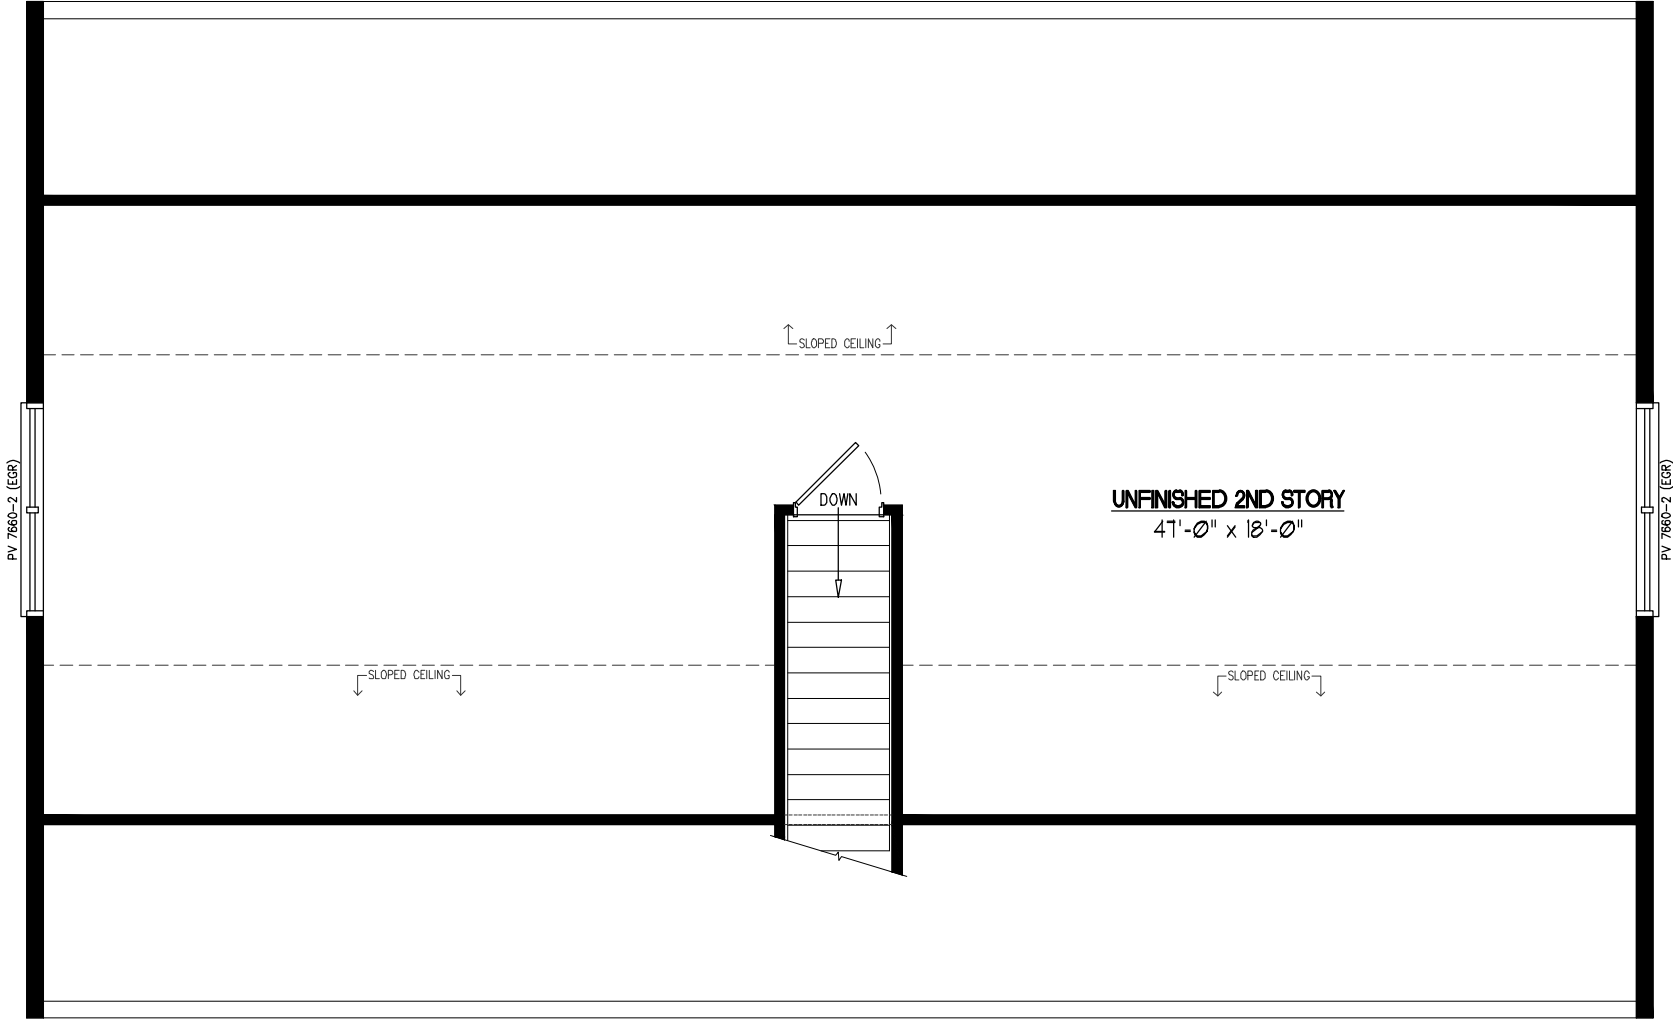 SLOPED CEILING
PV 7660-2 (EGR)
DOWN
UNFINISHED 2ND STORY
47'-0" x 18'-0"
PV 7660-2 (EGR)
SLOPED CEILING
SLOPED CEILING